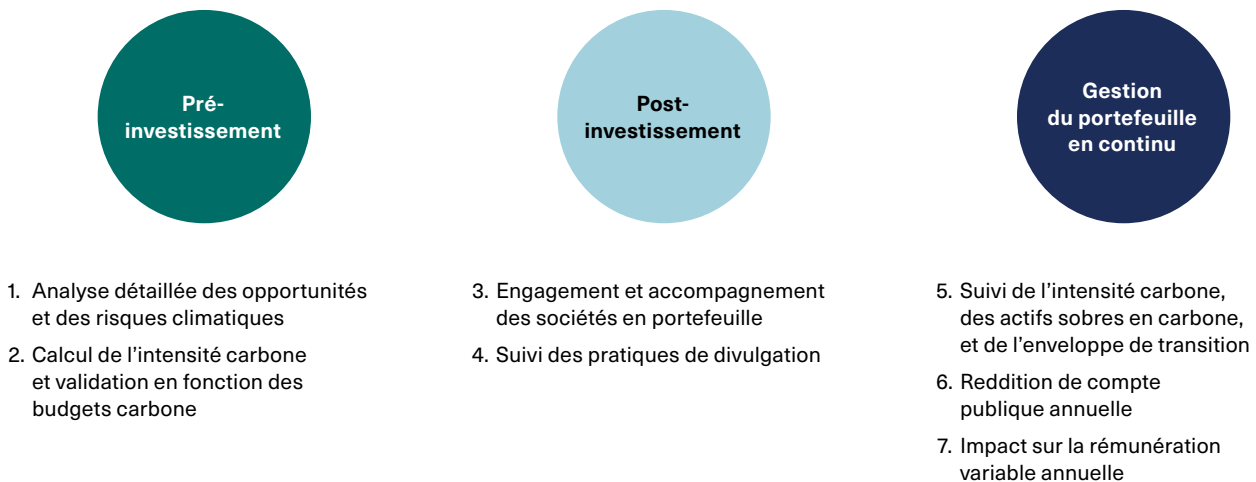 Pré-
investissement
1. Analyse détaillée des opportunités
et des risques climatiques
2. Calcul de l’intensité carbone
et validation en fonction des
budgets carbone
Post-
investissement
3. Engagement et accompagnement
des sociétés en portefeuille
4. Suivi des pratiques de divulgation
Gestion
du portefeuille
en continu
5. Suivi de l’intensité carbone,
des actifs sobres en carbone,
et de l’enveloppe de transition
6. Reddition de compte
publique annuelle
7. Impact sur la rémunération
variable annuelle